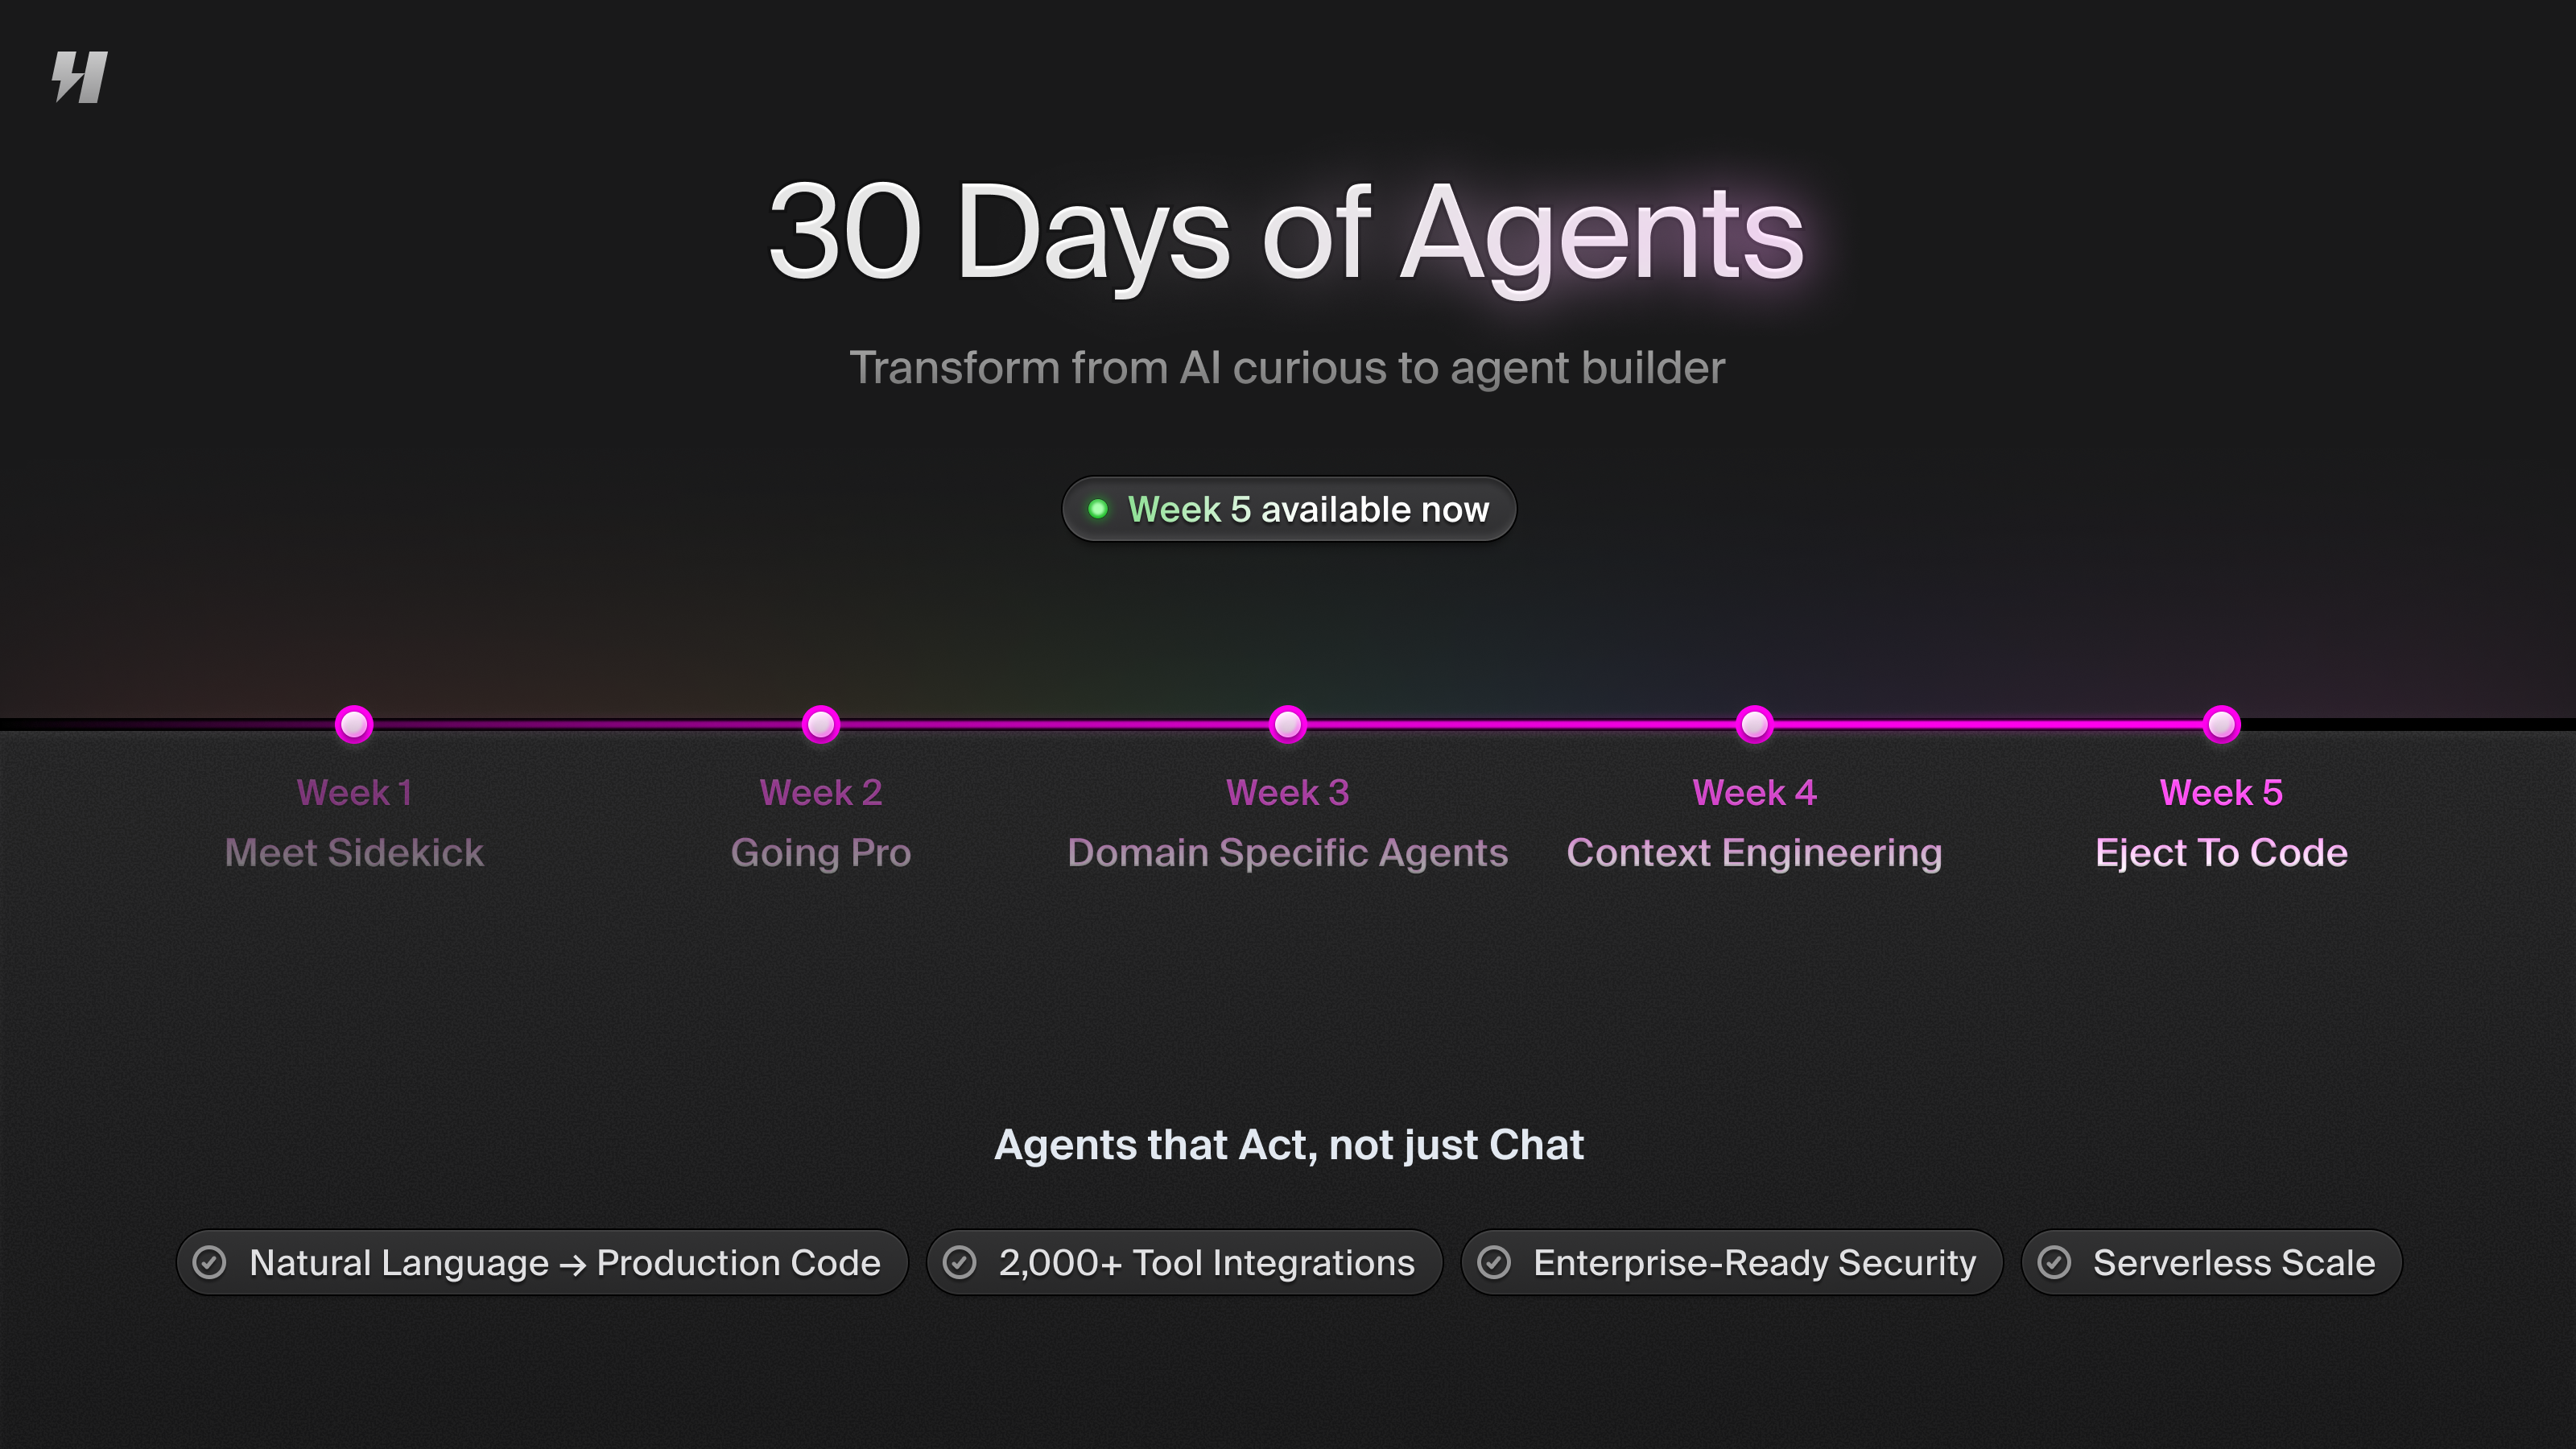 30 Days of Agents
Transform from AI curious to agent builder
Week 5 available now
Week 1
Meet Sidekick
Week 2
Going Pro
Week 3
Domain Specific Agents
Week 4
Context Engineering
Week 5
Eject To Code
Agents that Act, not just Chat
Natural Language → Production Code
2,000+ Tool Integrations
Enterprise-Ready Security
Serverless Scale